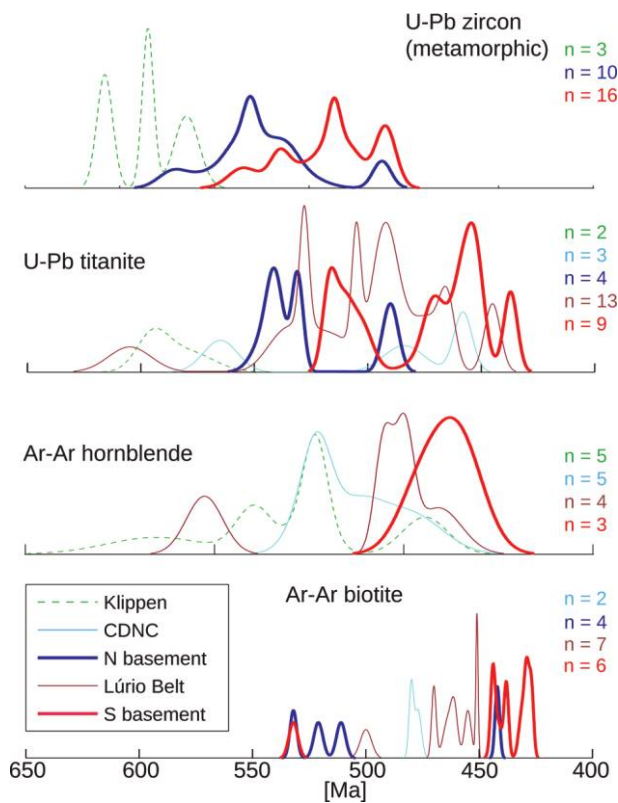 U-Pb zircon
(metamorphic)
n = 3
n = 10
n = 16
U-Pb titanite
n = 2
n = 3
n = 4
n = 13
n = 9
Ar-Ar hornblende
n = 5
n = 5
n = 4
n = 3
Ar-Ar biotite
n = 2
n = 4
n = 7
n = 6
Klippen
CDNC
N basement
Lúrio Belt
S basement
650 600 550 500 450 400
[Ma]